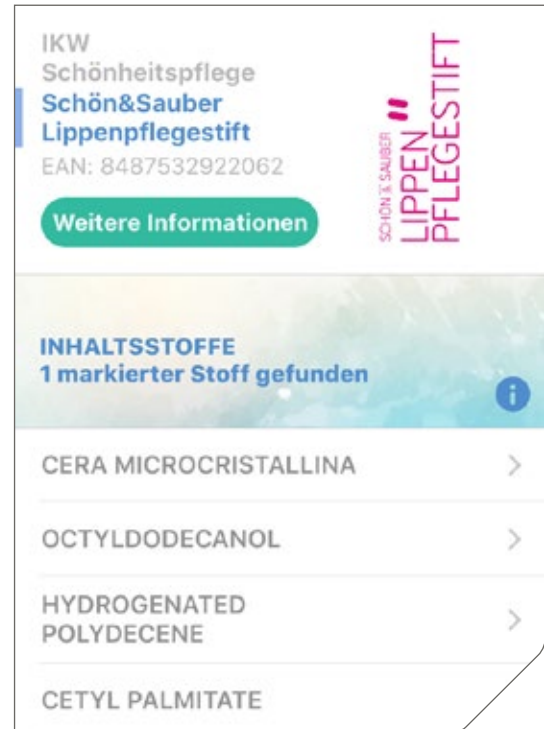 IKW
Schönheitspflege
Schön&Sauber
Lippenpflegestift
EAN: 8487532922062
Weitere Informationen
SCHÖN & SAUBER
LIPPEN
PFLEGESTIFT
INHALTSSTOFFE
1 markierter Stoff gefunden
i
CERA MICROCRISTALLINA
OCTYLDODECANOL
HYDROGENATED
POLYDECENE
CETYL PALMITATE